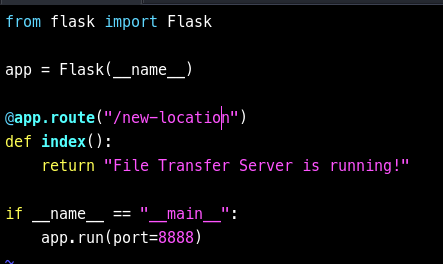 from flask import Flask

app = Flask(__name__)

@app.route("/new-location")
def index():
    return "File Transfer Server is running!"

if __name__ == "__main__":
    app.run(port=8888)
~